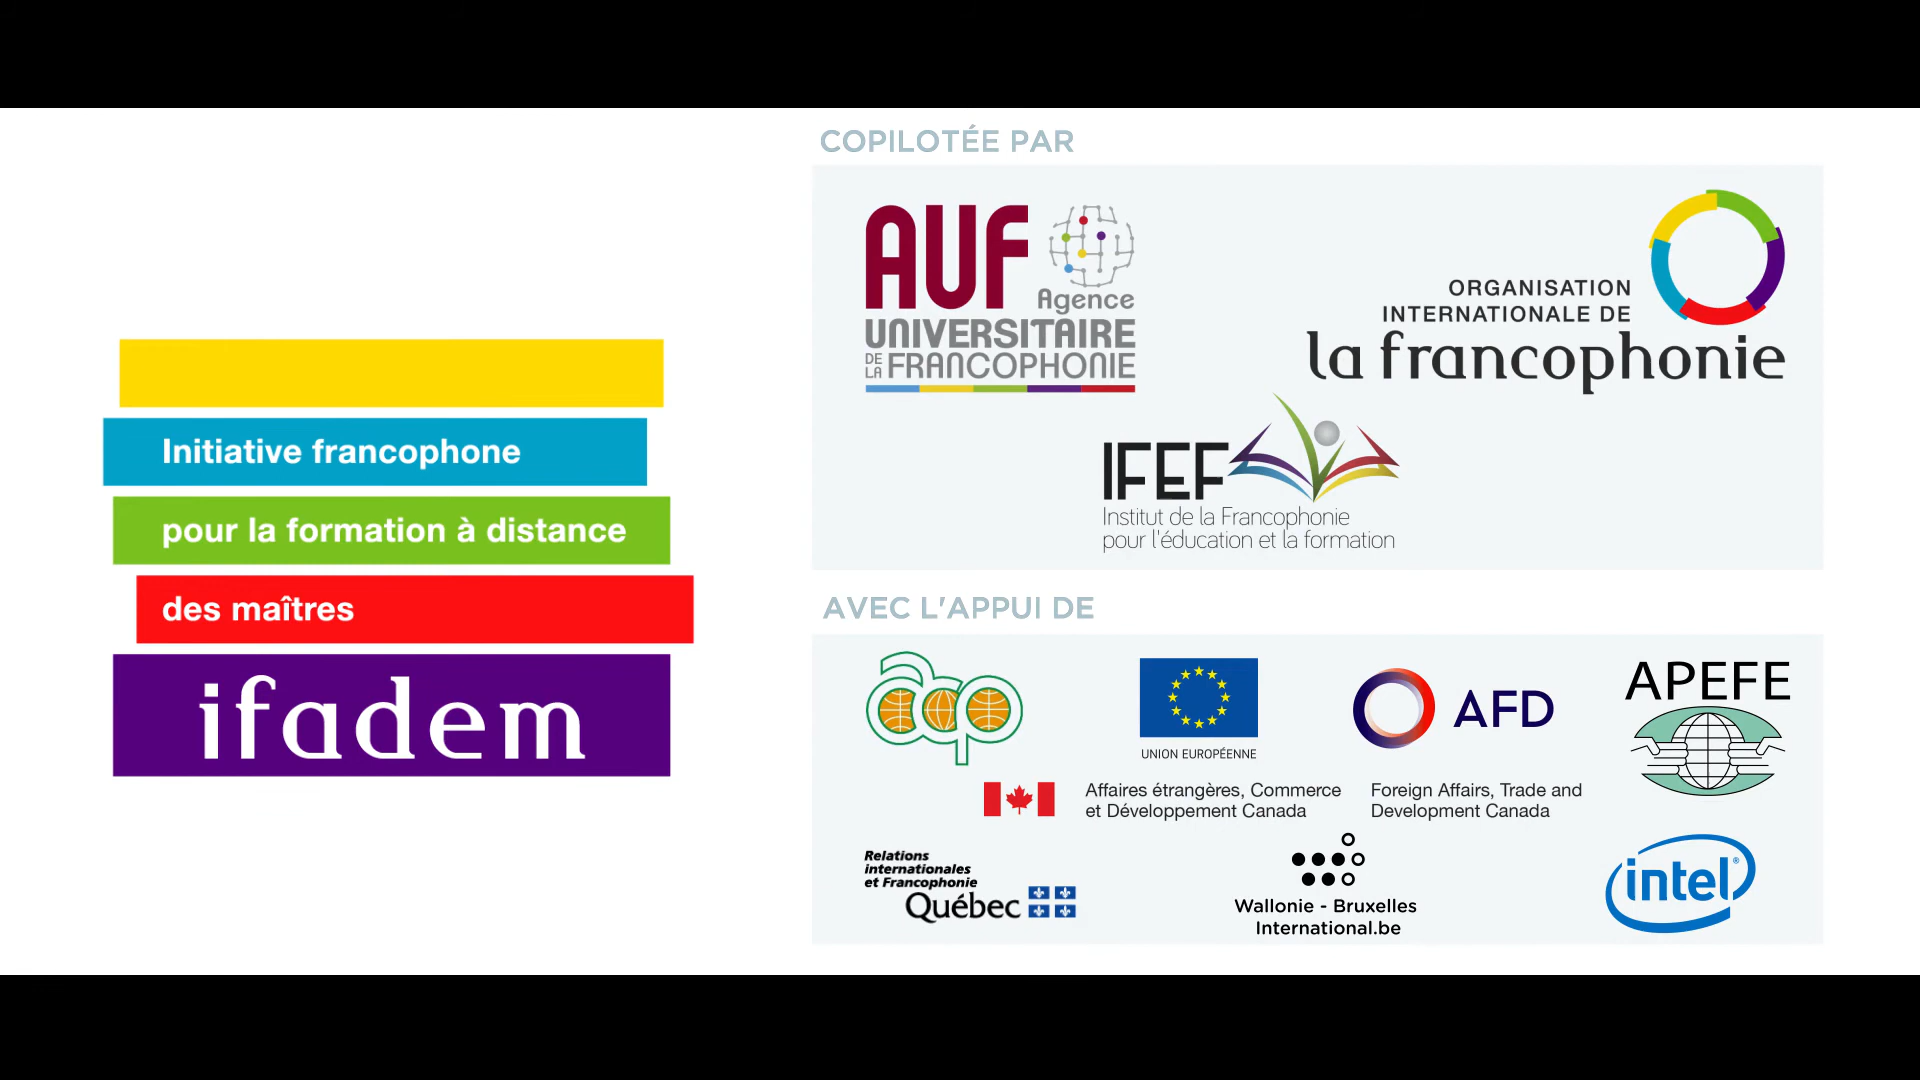 Initiative francophone
pour la formation à distance
des maîtres
ifadem
COPILOTÉE PAR
AUF
Agence
UNIVERSITAIRE
DE LA FRANCOPHONIE
ORGANISATION
INTERNATIONALE DE
la francophonie
IFEF
Institut de la Francophonie
pour l'éducation et la formation
AVEC L'APPUI DE
acp
UNION EUROPÉENNE
AFD
APEFE
Affaires étrangères, Commerce
et Développement Canada
Foreign Affairs, Trade and
Development Canada
Relations
internationales
et Francophonie
Québec
Wallonie - Bruxelles
International.be
intel®